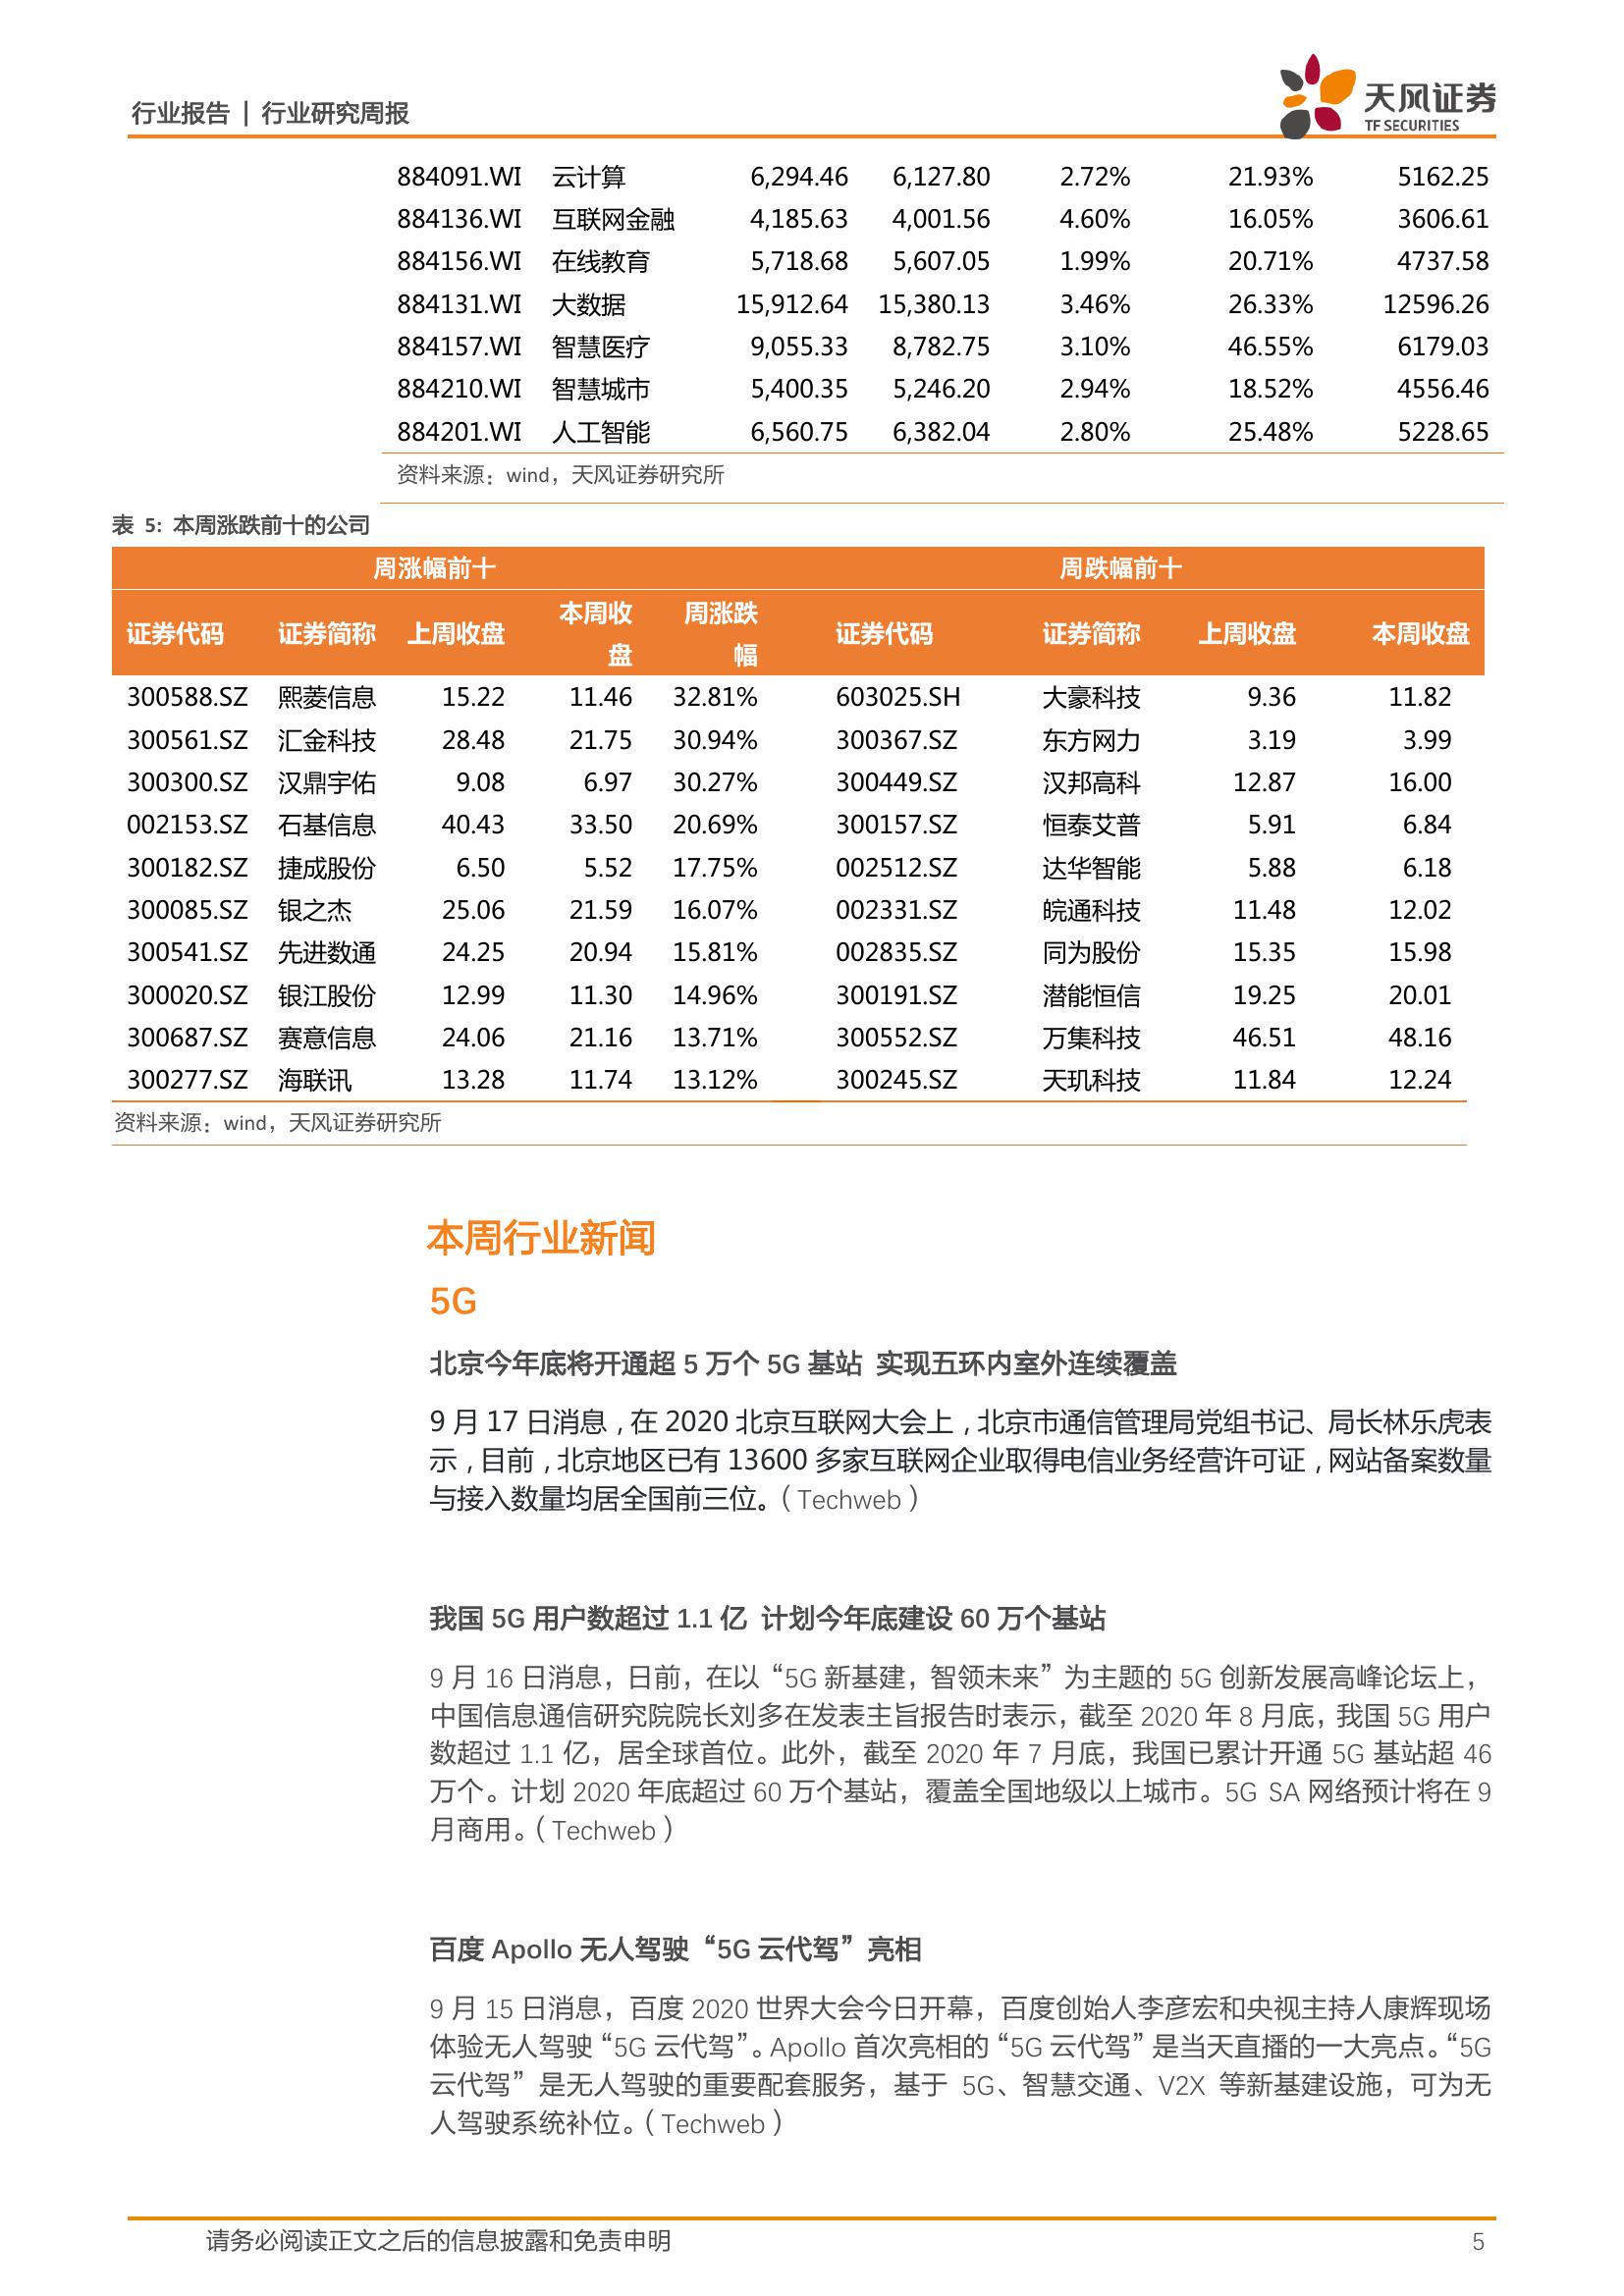 行业报告 | 行业研究周报
天风证券
TF SECURITIES
884091.WI 云计算 6,294.46 6,127.80 2.72% 21.93% 5162.25
884136.WI 互联网金融 4,185.63 4,001.56 4.60% 16.05% 3606.61
884156.WI 在线教育 5,718.68 5,607.05 1.99% 20.71% 4737.58
884131.WI 大数据 15,912.64 15,380.13 3.46% 26.33% 12596.26
884157.WI 智慧医疗 9,055.33 8,782.75 3.10% 46.55% 6179.03
884210.WI 智慧城市 5,400.35 5,246.20 2.94% 18.52% 4556.46
884201.WI 人工智能 6,560.75 6,382.04 2.80% 25.48% 5228.65
资料来源：wind，天风证券研究所
表 5: 本周涨跌前十的公司
周涨幅前十 周跌幅前十
证券代码 证券简称 上周收盘 本周收盘 周涨跌幅 证券代码 证券简称 上周收盘 本周收盘
300588.SZ 熙菱信息 15.22 11.46 32.81% 603025.SH 大豪科技 9.36 11.82
300561.SZ 汇金科技 28.48 21.75 30.94% 300367.SZ 东方网力 3.19 3.99
300300.SZ 汉鼎宇佑 9.08 6.97 30.27% 300449.SZ 汉邦高科 12.87 16.00
002153.SZ 石基信息 40.43 33.50 20.69% 300157.SZ 恒泰艾普 5.91 6.84
300182.SZ 捷成股份 6.50 5.52 17.75% 002512.SZ 达华智能 5.88 6.18
300085.SZ 银之杰 25.06 21.59 16.07% 002331.SZ 皖通科技 11.48 12.02
300541.SZ 先进数通 24.25 20.94 15.81% 002835.SZ 同为股份 15.35 15.98
300020.SZ 银江股份 12.99 11.30 14.96% 300191.SZ 潜能恒信 19.25 20.01
300687.SZ 赛意信息 24.06 21.16 13.71% 300552.SZ 万集科技 46.51 48.16
300277.SZ 海联讯 13.28 11.74 13.12% 300245.SZ 天玑科技 11.84 12.24
资料来源：wind，天风证券研究所
本周行业新闻
5G
北京今年底将开通超 5 万个 5G 基站 实现五环内室外连续覆盖
9 月 17 日消息，在 2020 北京互联网大会上，北京市通信管理局党组书记、局长林乐虎表
示，目前，北京地区已有 13600 多家互联网企业取得电信业务经营许可证，网站备案数量
与接入数量均居全国前三位。（Techweb）
我国 5G 用户数超过 1.1 亿 计划今年底建设 60 万个基站
9 月 16 日消息，日前，在以“5G 新基建，智领未来”为主题的 5G 创新发展高峰论坛上，
中国信息通信研究院院长刘多在发表主旨报告时表示，截至 2020 年 8 月底，我国 5G 用户
数超过 1.1 亿，居全球首位。此外，截至 2020 年 7 月底，我国已累计开通 5G 基站超 46
万个。计划 2020 年底超过 60 万个基站，覆盖全国地级以上城市。5G SA 网络预计将在 9
月商用。（Techweb）
百度 Apollo 无人驾驶“5G 云代驾”亮相
9 月 15 日消息，百度 2020 世界大会今日开幕，百度创始人李彦宏和央视主持人康辉现场
体验无人驾驶“5G 云代驾”。Apollo 首次亮相的“5G 云代驾”是当天直播的一大亮点。“5G
云代驾”是无人驾驶的重要配套服务，基于 5G、智慧交通、V2X 等新基建设施，可为无
人驾驶系统补位。（Techweb）
请务必阅读正文之后的信息披露和免责申明 5